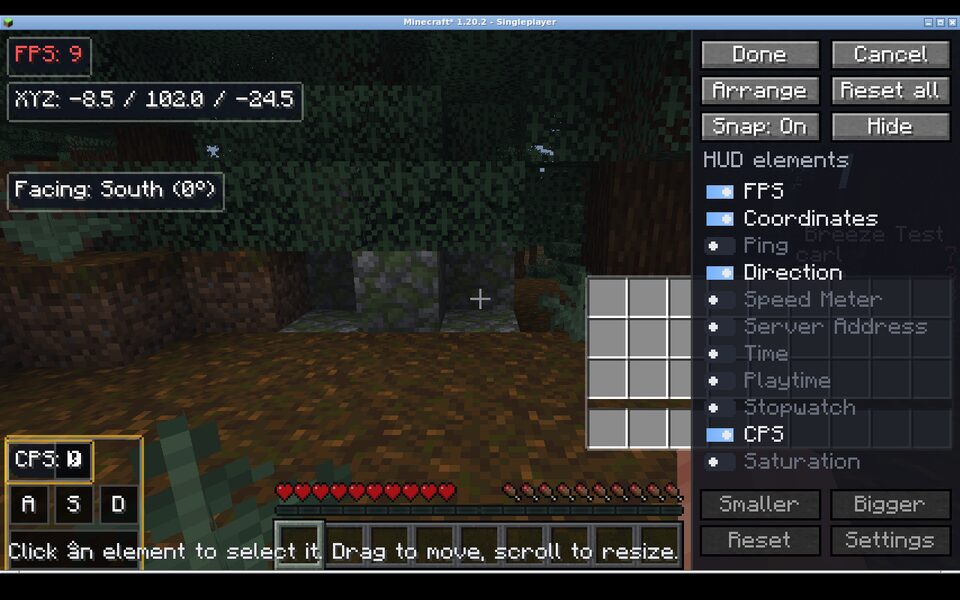 Minecraft* 1.20.2 - Singleplayer
FPS: 9
XYZ: -8.5 / 102.0 / -24.5
Facing: South (0°)
Done
Cancel
Arrange
Reset all
Snap: On
Hide
HUD elements
FPS
Coordinates
Ping
Breeze Test
carl
Direction
Speed Meter
Server Address
Time
Playtime
Stopwatch
CPS
Saturation
Smaller
Bigger
Reset
Settings
CPS: 0
A S D
Click an element to select it. Drag to move, scroll to resize.